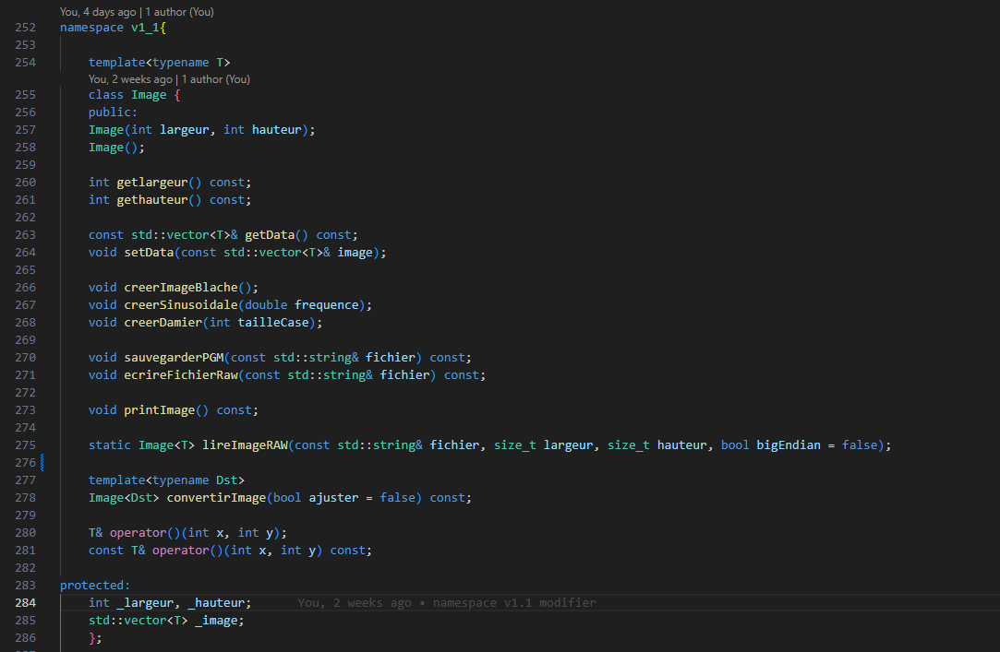 You, 4 days ago | 1 author (You)
252 namespace v1_1{
253
254 template<typename T>
You, 2 weeks ago | 1 author (You)
255 class Image {
256 public:
257 Image(int largeur, int hauteur);
258 Image();
259
260 int getlargeur() const;
261 int gethauteur() const;
262
263 const std::vector<T>& getData() const;
264 void setData(const std::vector<T>& image);
265
266 void creerImageBlache();
267 void creerSinusoidale(double frequence);
268 void creerDamier(int tailleCase);
269
270 void sauvegarderPGM(const std::string& fichier) const;
271 void ecrireFichierRaw(const std::string& fichier) const;
272
273 void printImage() const;
274
275 static Image<T> lireImageRAW(const std::string& fichier, size_t largeur, size_t hauteur, bool bigEndian = false);
276
277 template<typename Dst>
278 Image<Dst> convertirImage(bool ajuster = false) const;
279
280 T& operator()(int x, int y);
281 const T& operator()(int x, int y) const;
282
283 protected:
284 int _largeur, _hauteur; You, 2 weeks ago • namespace v1.1 modifier
285 std::vector<T> _image;
286 };